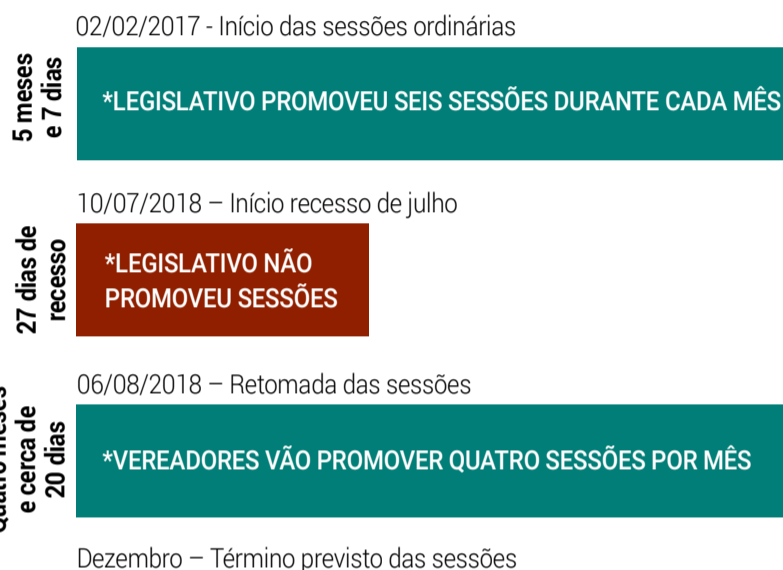 02/02/2017 - Início das sessões ordinárias
5 meses
e 7 dias
*LEGISLATIVO PROMOVEU SEIS SESSÕES DURANTE CADA MÊS
10/07/2018 – Início recesso de julho
27 dias de
recesso
*LEGISLATIVO NÃO
PROMOVEU SESSÕES
06/08/2018 – Retomada das sessões
Quatro meses
e cerca de
20 dias
*VEREADORES VÃO PROMOVER QUATRO SESSÕES POR MÊS
Dezembro – Término previsto das sessões